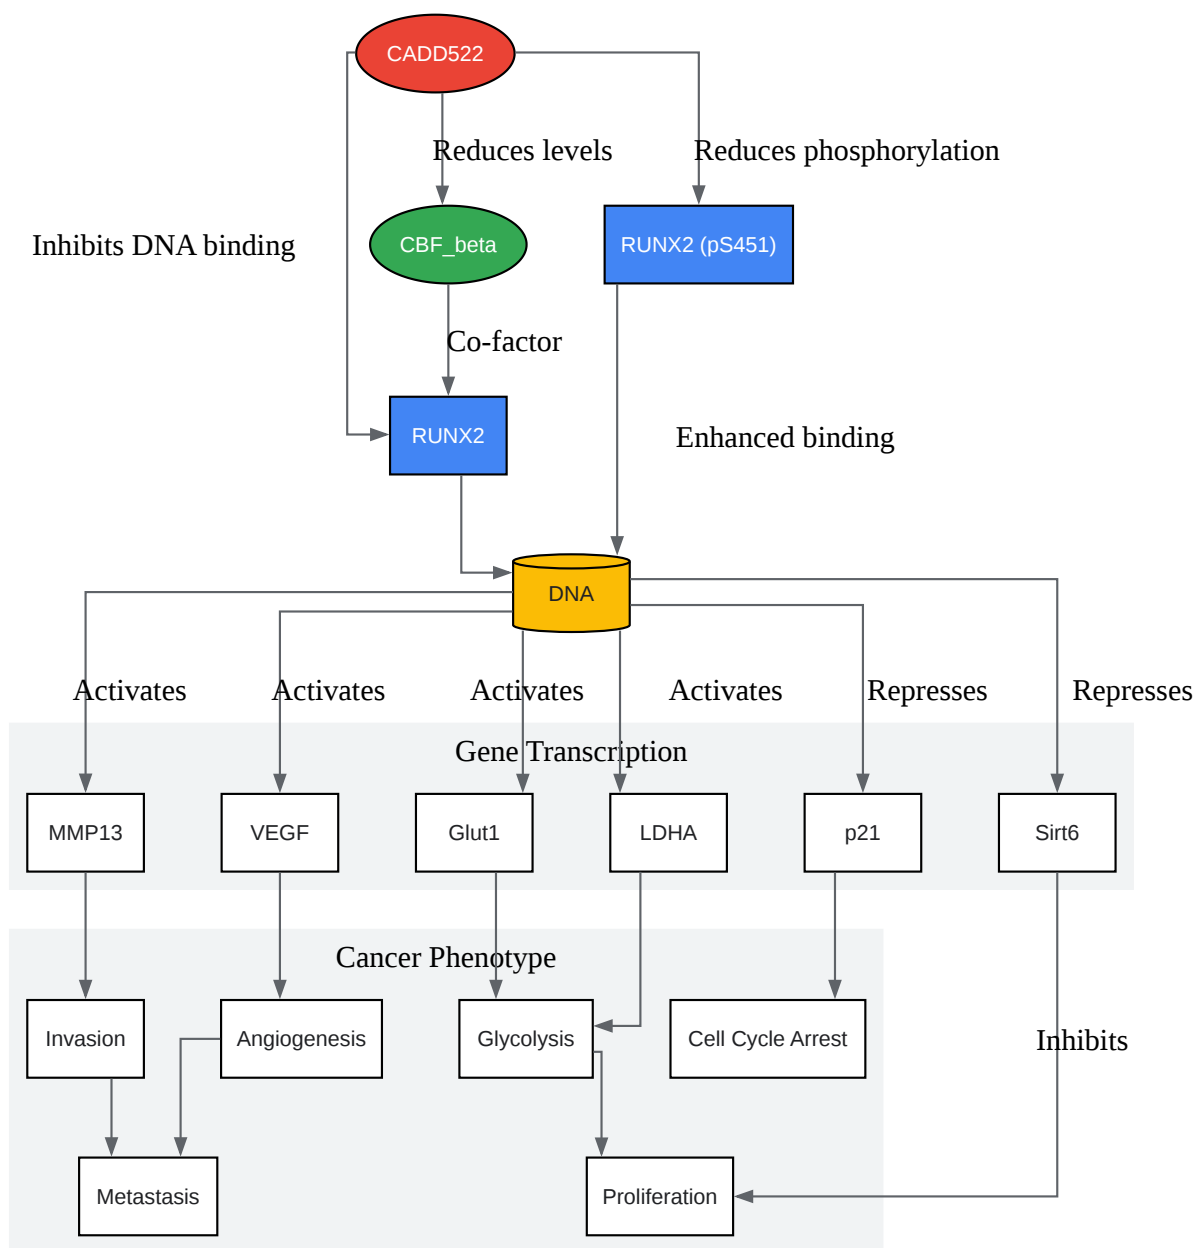 CADD522
Reduces levels
Reduces phosphorylation
Inhibits DNA binding
CBF_beta
RUNX2 (pS451)
Co-factor
RUNX2
Enhanced binding
DNA
Activates
Activates
Activates
Activates
Represses
Represses
Gene Transcription
MMP13
VEGF
Glut1
LDHA
p21
Sirt6
Cancer Phenotype
Invasion
Angiogenesis
Glycolysis
Cell Cycle Arrest
Inhibits
Metastasis
Proliferation